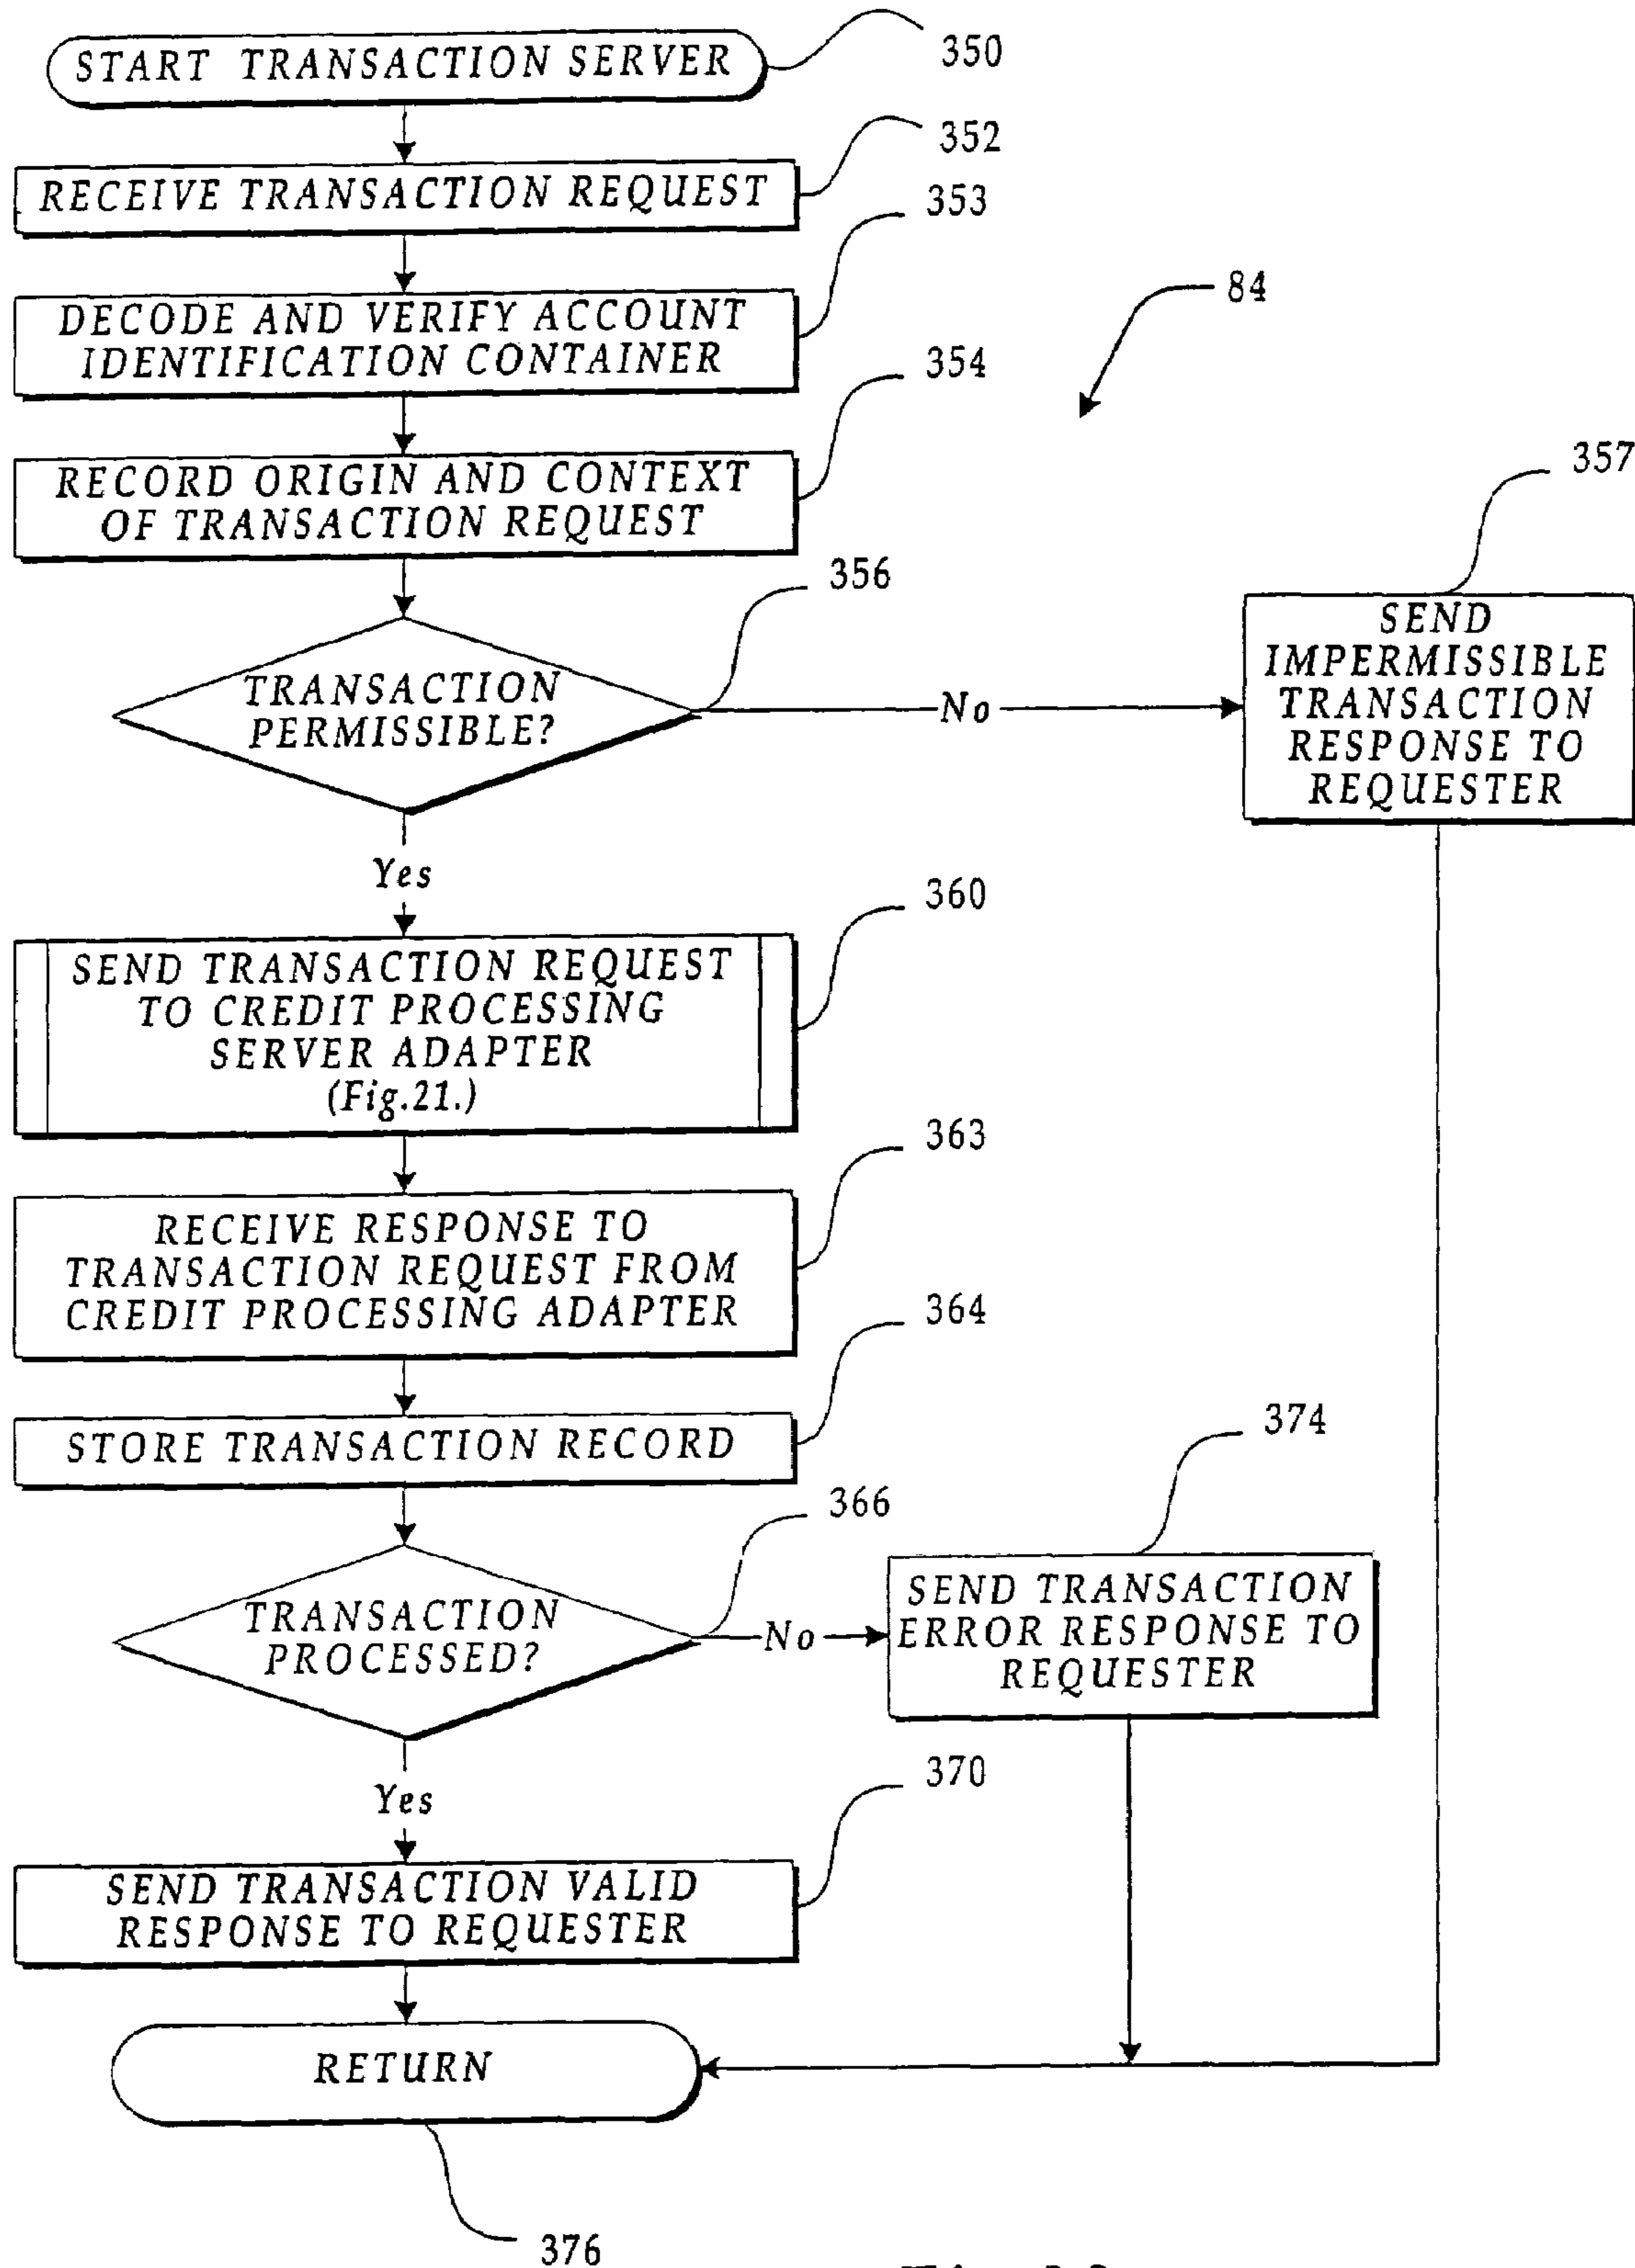 START TRANSACTION SERVER
350
RECEIVE TRANSACTION REQUEST
352
DECODE AND VERIFY ACCOUNT
IDENTIFICATION CONTAINER
353
84
RECORD ORIGIN AND CONTEXT
OF TRANSACTION REQUEST
354
TRANSACTION
PERMISSIBLE?
356
No
357
SEND
IMPERMISSIBLE
TRANSACTION
RESPONSE TO
REQUESTER
Yes
SEND TRANSACTION REQUEST
TO CREDIT PROCESSING
SERVER ADAPTER
(Fig.21.)
360
RECEIVE RESPONSE TO
TRANSACTION REQUEST FROM
CREDIT PROCESSING ADAPTER
363
STORE TRANSACTION RECORD
364
TRANSACTION
PROCESSED?
366
No
374
SEND TRANSACTION
ERROR RESPONSE TO
REQUESTER
Yes
SEND TRANSACTION VALID
RESPONSE TO REQUESTER
370
RETURN
376